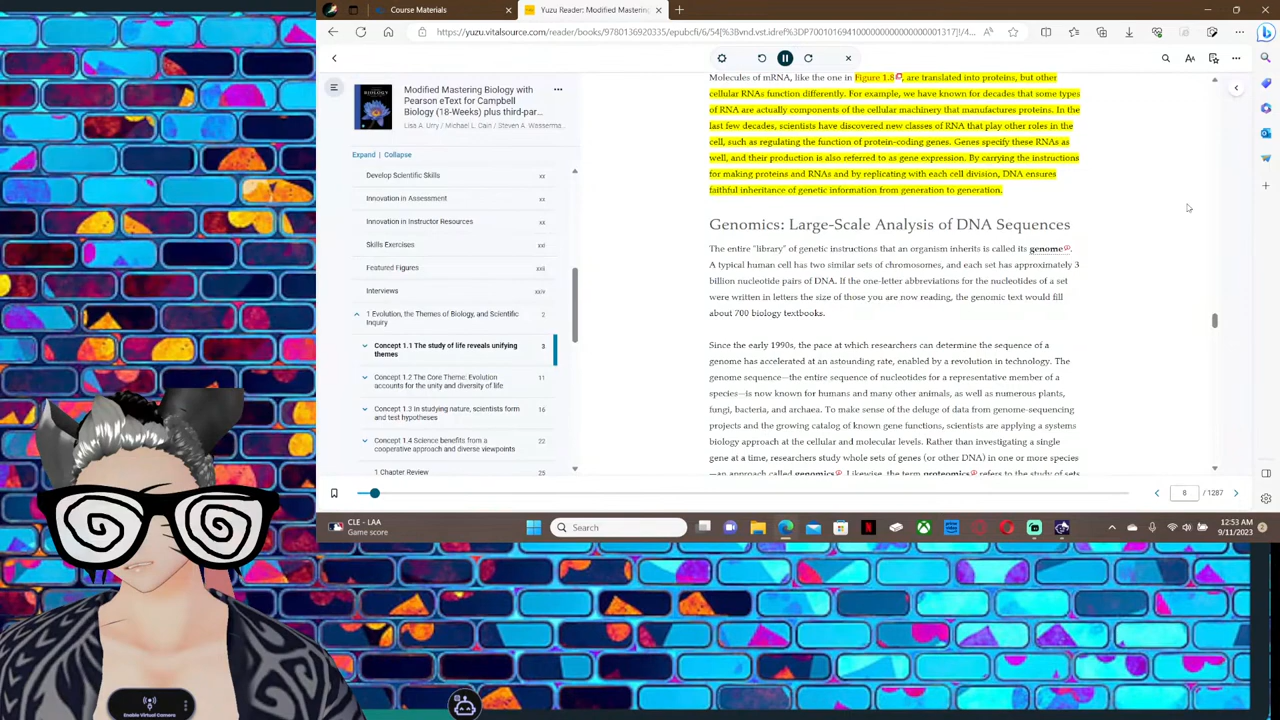 Course Materials
Yuzu Reader: Modified Mastering
https://yuzu.vitalsource.com/reader/books/9780136920335/epubcfi/6/54[%3Bvnd.vst.idref%3DP7001016941000000000000000001317]!/4...
Modified Mastering Biology with
Pearson eText for Campbell
Biology (18-Weeks) plus third-par...
Lisa A. Urry / Michael L. Cain / Steven A. Wasserma...
Expand | Collapse
Develop Scientific Skills xx
Innovation in Assessment xx
Innovation in Instructor Resources xx
Skills Exercises xxi
Featured Figures xxii
Interviews xxiv
1 Evolution, the Themes of Biology, and Scientific 2
Inquiry
Concept 1.1 The study of life reveals unifying 3
themes
Concept 1.2 The Core Theme: Evolution 11
accounts for the unity and diversity of life
Concept 1.3 In studying nature, scientists form 16
and test hypotheses
Concept 1.4 Science benefits from a 22
cooperative approach and diverse viewpoints
1 Chapter Review 25
Molecules of mRNA, like the one in Figure 1.8, are translated into proteins, but other
cellular RNAs function differently. For example, we have known for decades that some types
of RNA are actually components of the cellular machinery that manufactures proteins. In the
last few decades, scientists have discovered new classes of RNA that play other roles in the
cell, such as regulating the function of protein-coding genes. Genes specify these RNAs as
well, and their production is also referred to as gene expression. By carrying the instructions
for making proteins and RNAs and by replicating with each cell division, DNA ensures
faithful inheritance of genetic information from generation to generation.
Genomics: Large-Scale Analysis of DNA Sequences
The entire "library" of genetic instructions that an organism inherits is called its genome.
A typical human cell has two similar sets of chromosomes, and each set has approximately 3
billion nucleotide pairs of DNA. If the one-letter abbreviations for the nucleotides of a set
were written in letters the size of those you are now reading, the genomic text would fill
about 700 biology textbooks.
Since the early 1990s, the pace at which researchers can determine the sequence of a
genome has accelerated at an astounding rate, enabled by a revolution in technology. The
genome sequence—the entire sequence of nucleotides for a representative member of a
species—is now known for humans and many other animals, as well as numerous plants,
fungi, bacteria, and archaea. To make sense of the deluge of data from genome-sequencing
projects and the growing catalog of known gene functions, scientists are applying a systems
biology approach at the cellular and molecular levels. Rather than investigating a single
gene at a time, researchers study whole sets of genes (or other DNA) in one or more species
—an approach called genomics. Likewise, the term proteomics refers to the study of sets
8 / 1287
CLE - LAA
Game score
Search
12:53 AM
9/11/2023
Enable Virtual Camera